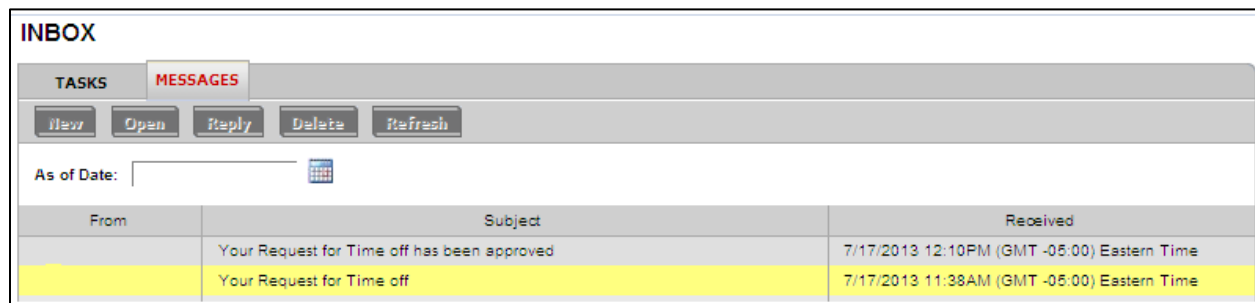 INBOX
TASKS MESSAGES
New Open Reply Delete Refresh
As of Date:
From Subject Received
Your Request for Time off has been approved 7/17/2013 12:10PM (GMT -05:00) Eastern Time
Your Request for Time off 7/17/2013 11:38AM (GMT -05:00) Eastern Time